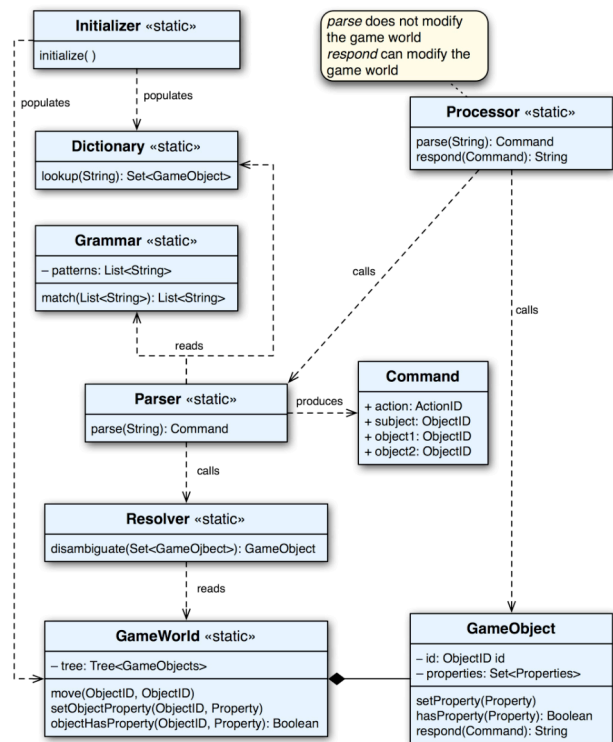 Initializer «static»
initialize( )
parse does not modify
the game world
respond can modify the
game world
populates
populates
Processor «static»
parse(String): Command
respond(Command): String
Dictionary «static»
lookup(String): Set<GameObject>
Grammar «static»
– patterns: List<String>
match(List<String>): List<String>
calls
calls
reads
Parser «static»
parse(String): Command
produces
Command
+ action: ActionID
+ subject: ObjectID
+ object1: ObjectID
+ object2: ObjectID
calls
Resolver «static»
disambiguate(Set<GameOjbect>): GameObject
reads
GameWorld «static»
– tree: Tree<GameObjects>
move(ObjectID, ObjectID)
setObjectProperty(ObjectID, Property)
objectHasProperty(ObjectID, Property): Boolean
GameObject
– id: ObjectID id
– properties: Set<Properties>
setProperty(Property)
hasProperty(Property): Boolean
respond(Command): String